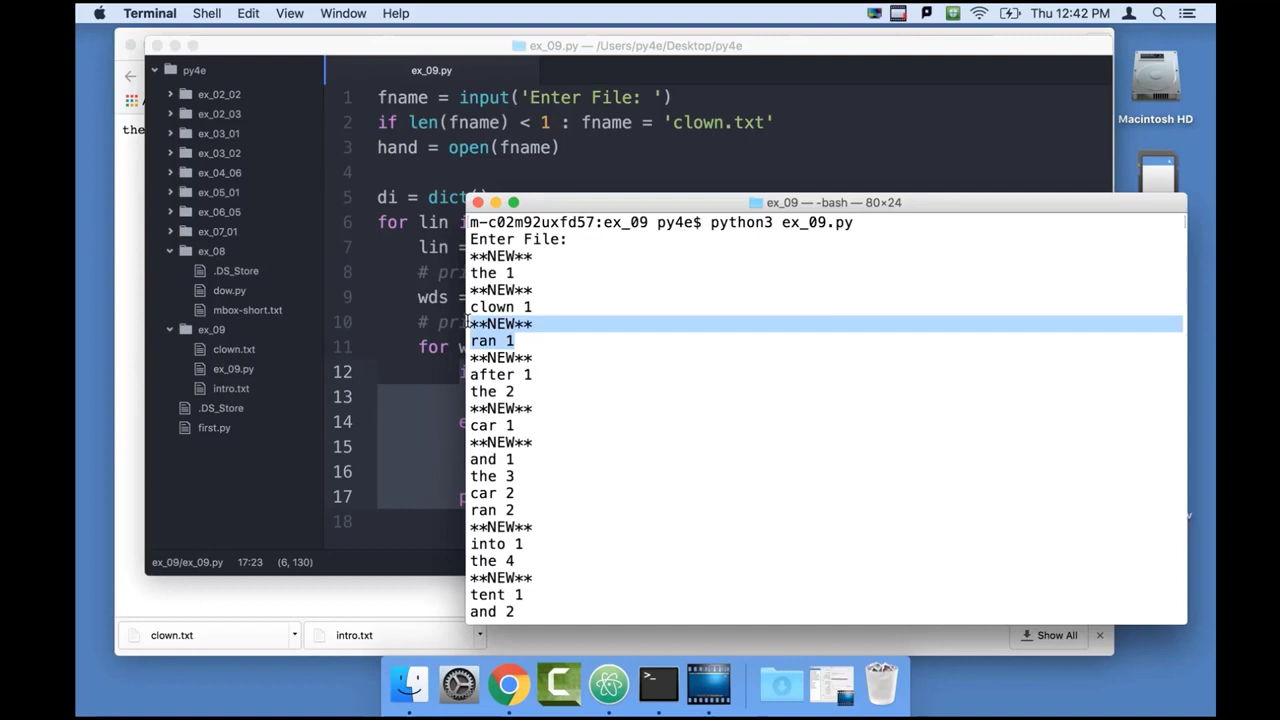 Terminal Shell Edit View Window Help Thu 12:42 PM
ex_09.py — /Users/py4e/Desktop/py4e
py4e
ex_02_02
ex_02_03
ex_03_01
ex_03_02
ex_04_06
ex_05_01
ex_06_05
ex_07_01
ex_08
.DS_Store
dow.py
mbox-short.txt
ex_09
clown.txt
ex_09.py
intro.txt
.DS_Store
first.py
ex_09.py
1 fname = input('Enter File: ')
2 if len(fname) < 1 : fname = 'clown.txt'
3 hand = open(fname)
4
5 di = dict()
6 for lin i
7 lin =
8 # pri
9 wds =
10 # pri
11 for w
12 i
13
14 e
15
16
17 p
18
ex_09/ex_09.py 17:23 (6, 130)
the
ex_09 — -bash — 80×24
m-c02m92uxfd57:ex_09 py4e$ python3 ex_09.py
Enter File:
**NEW**
the 1
**NEW**
clown 1
**NEW**
ran 1
**NEW**
after 1
the 2
**NEW**
car 1
**NEW**
and 1
the 3
car 2
ran 2
**NEW**
into 1
the 4
**NEW**
tent 1
and 2
Macintosh HD
clown.txt
intro.txt
Show All